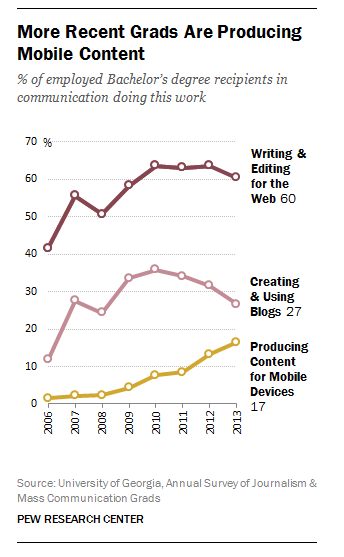 More Recent Grads Are Producing
Mobile Content
% of employed Bachelor's degree recipients in
communication doing this work
70 %
60
50
40
30
20
10
0
Writing &
Editing
for the
Web 60
Creating
& Using
Blogs 27
Producing
Content
for Mobile
Devices
17
2006
2007
2008
2009
2010
2011
2012
2013
Source: University of Georgia, Annual Survey of Journalism &
Mass Communication Grads
PEW RESEARCH CENTER